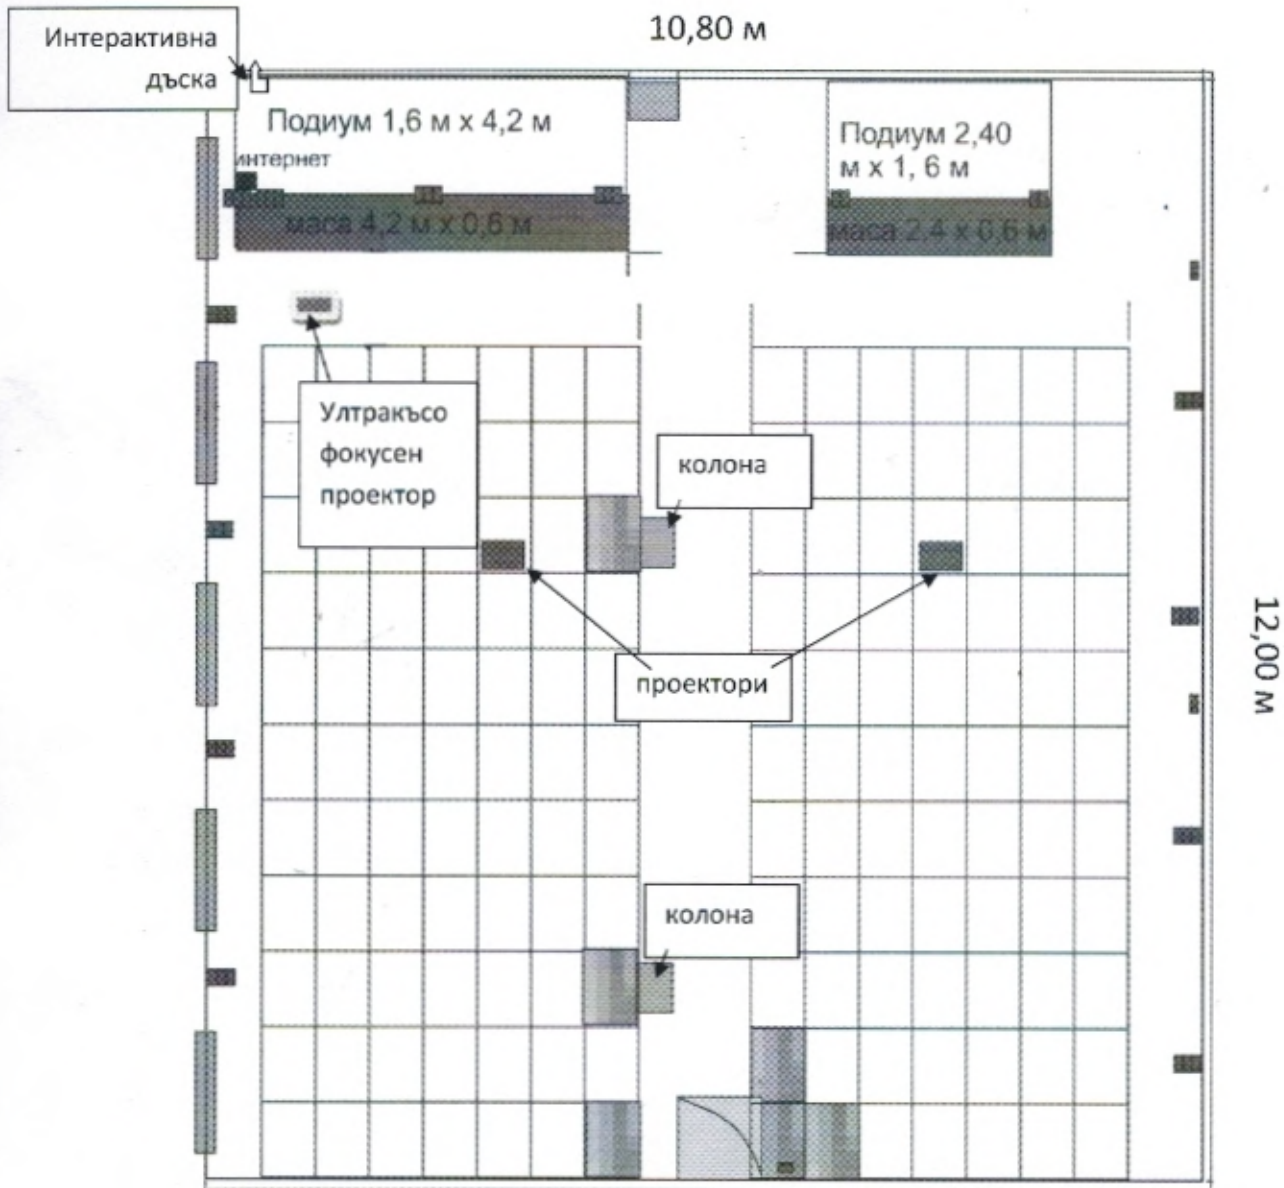 10,80 м
Интерактивна
дъска
Подиум 1,6 м x 4,2 м
Подиум 2,40
м x 1, 6 м
интернет
маса 4,2 м x 0,6 м
маса 2,4 x 0,6 м
Ултракъсо
фокусен
проектор
колона
12,00 м
проектори
колона